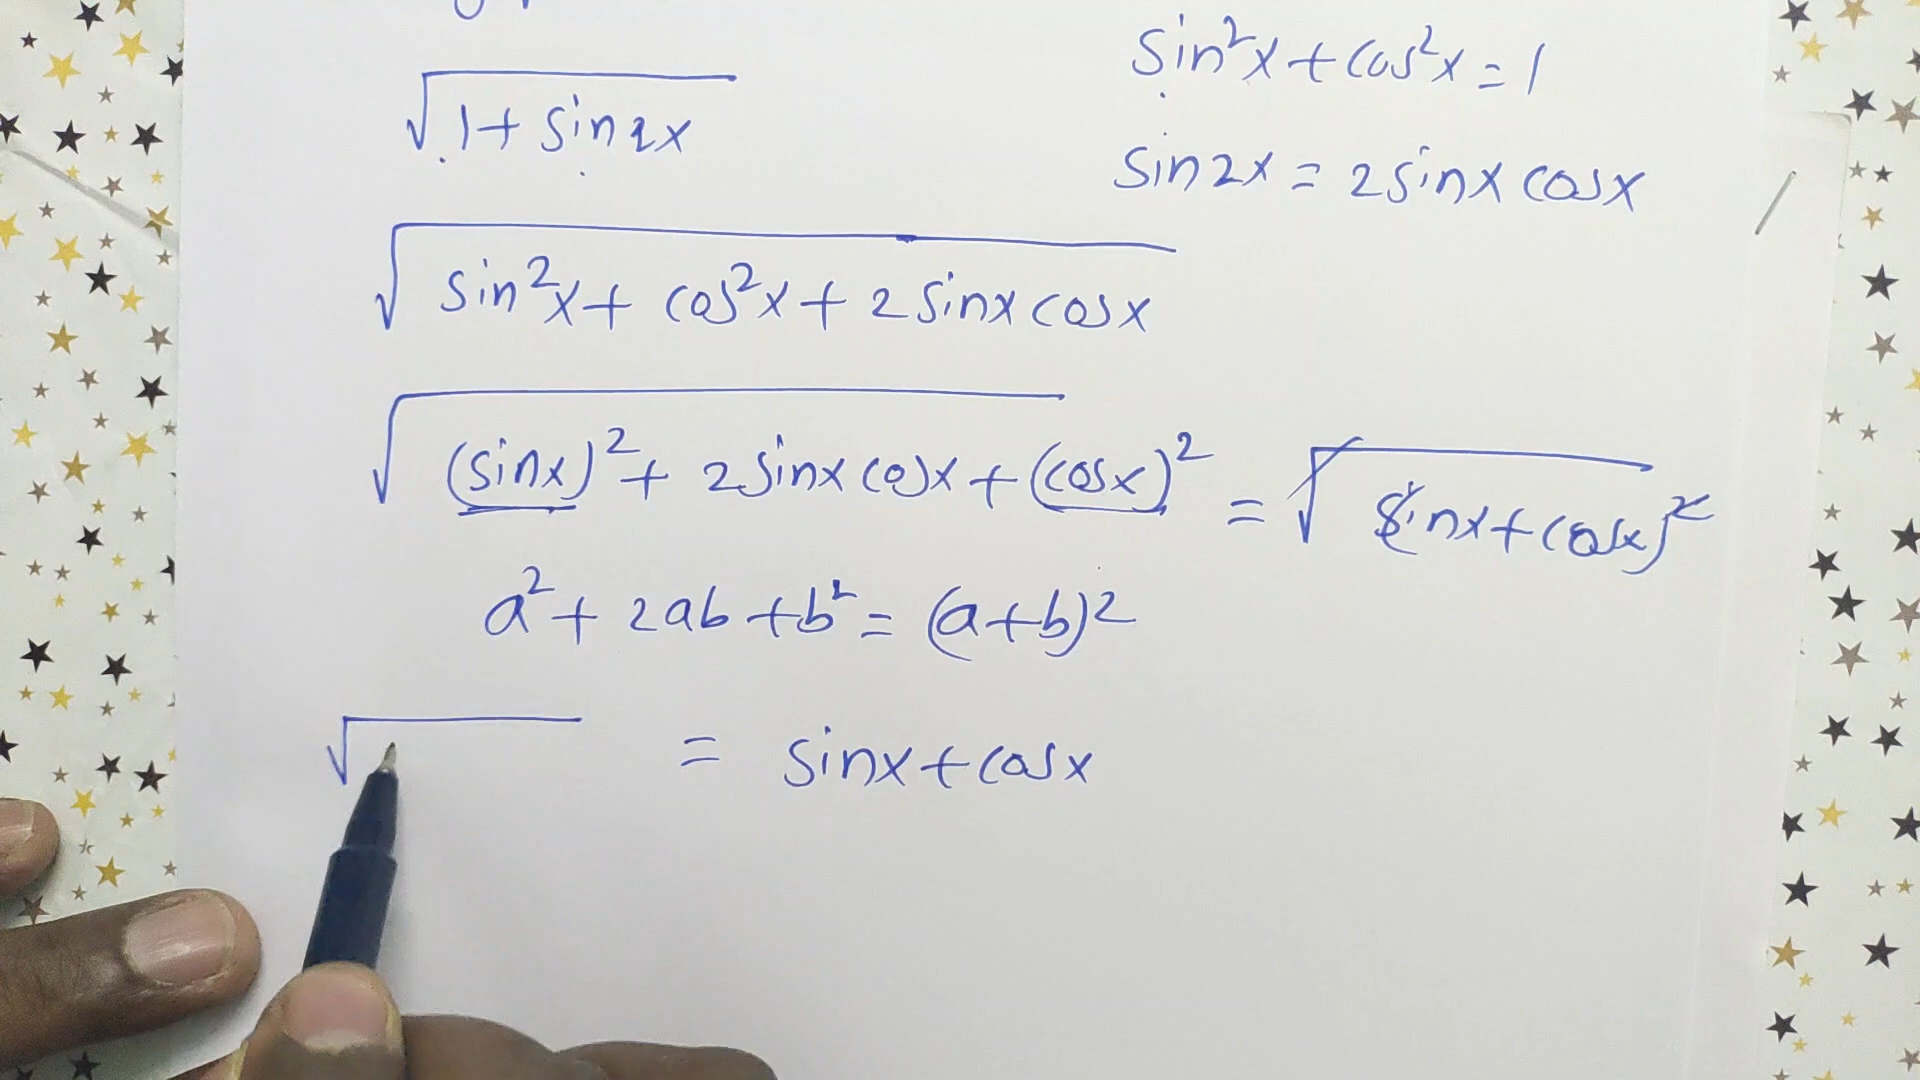 √1+ sin2x
sin²x+cos²x=1
sin2x = 2sinx cosx
√sin²x+ cos²x+ 2sinx cosx
√(sinx)²+ 2sinx cosx+(cosx)² = √sinx+cosx)²
a²+ 2ab+b² = (a+b)²
√ = sinx+cosx